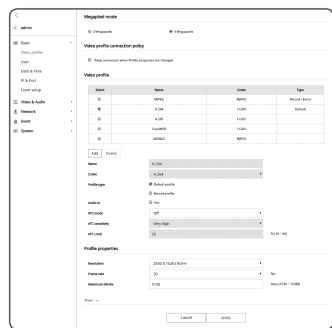 Megapixel mode
admin
2 Megapixels
4 Megapixels
Video profile connection policy
Basic
Keep connection when Profile properties are changed
Video profile
User
Date & Time
IP & Port
Event setup
Video profile
Select Name Codec Type
MJPEG MJPEG Record / Event
H.264 H.264 Default
H.265 H.265
LiveNVR H.264
MOBILE MJPEG
Video & Audio
Network
Event
System
Add Delete
Name H.264
Codec H.264
Profile type Default profile
Record profile
Audio in Use
ATC mode Off
ATC sensitivity Very high
ATC Limit 50
Profile properties
Resolution
Frame rate 20 fps
Maximum bitrate 5120
Show
Cancel Apply